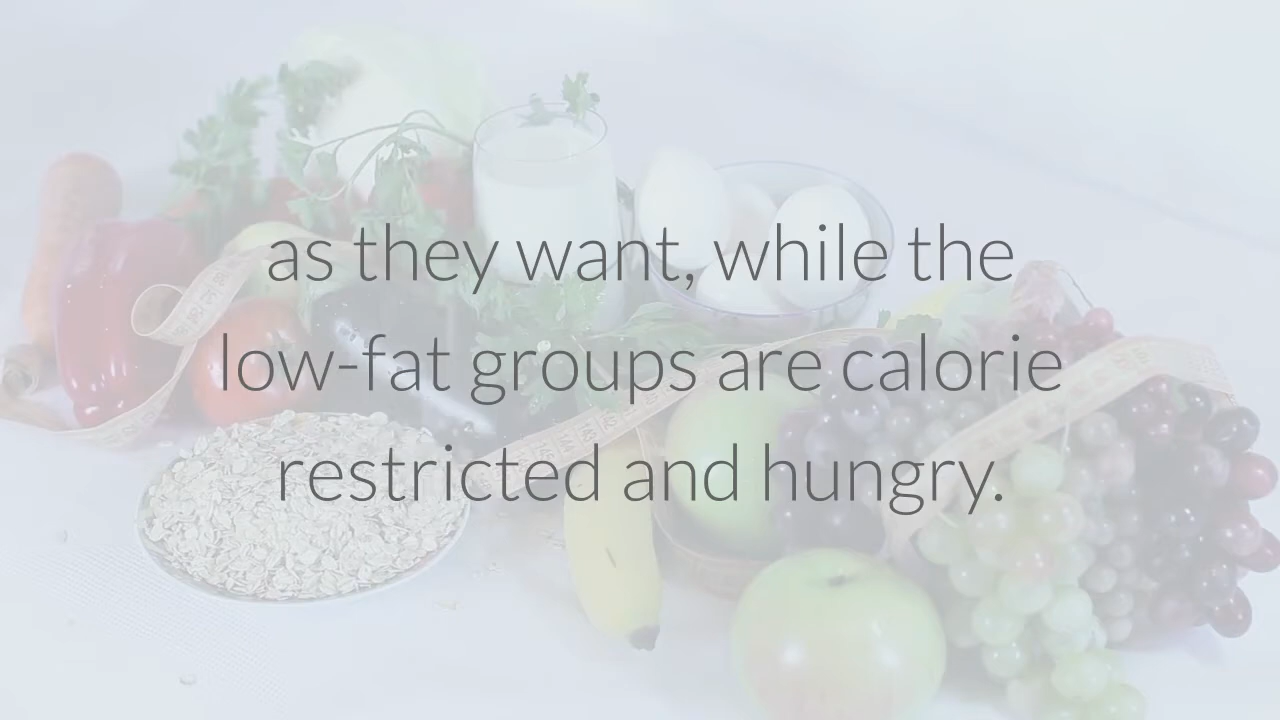 as they want, while the
low-fat groups are calorie
restricted and hungry.